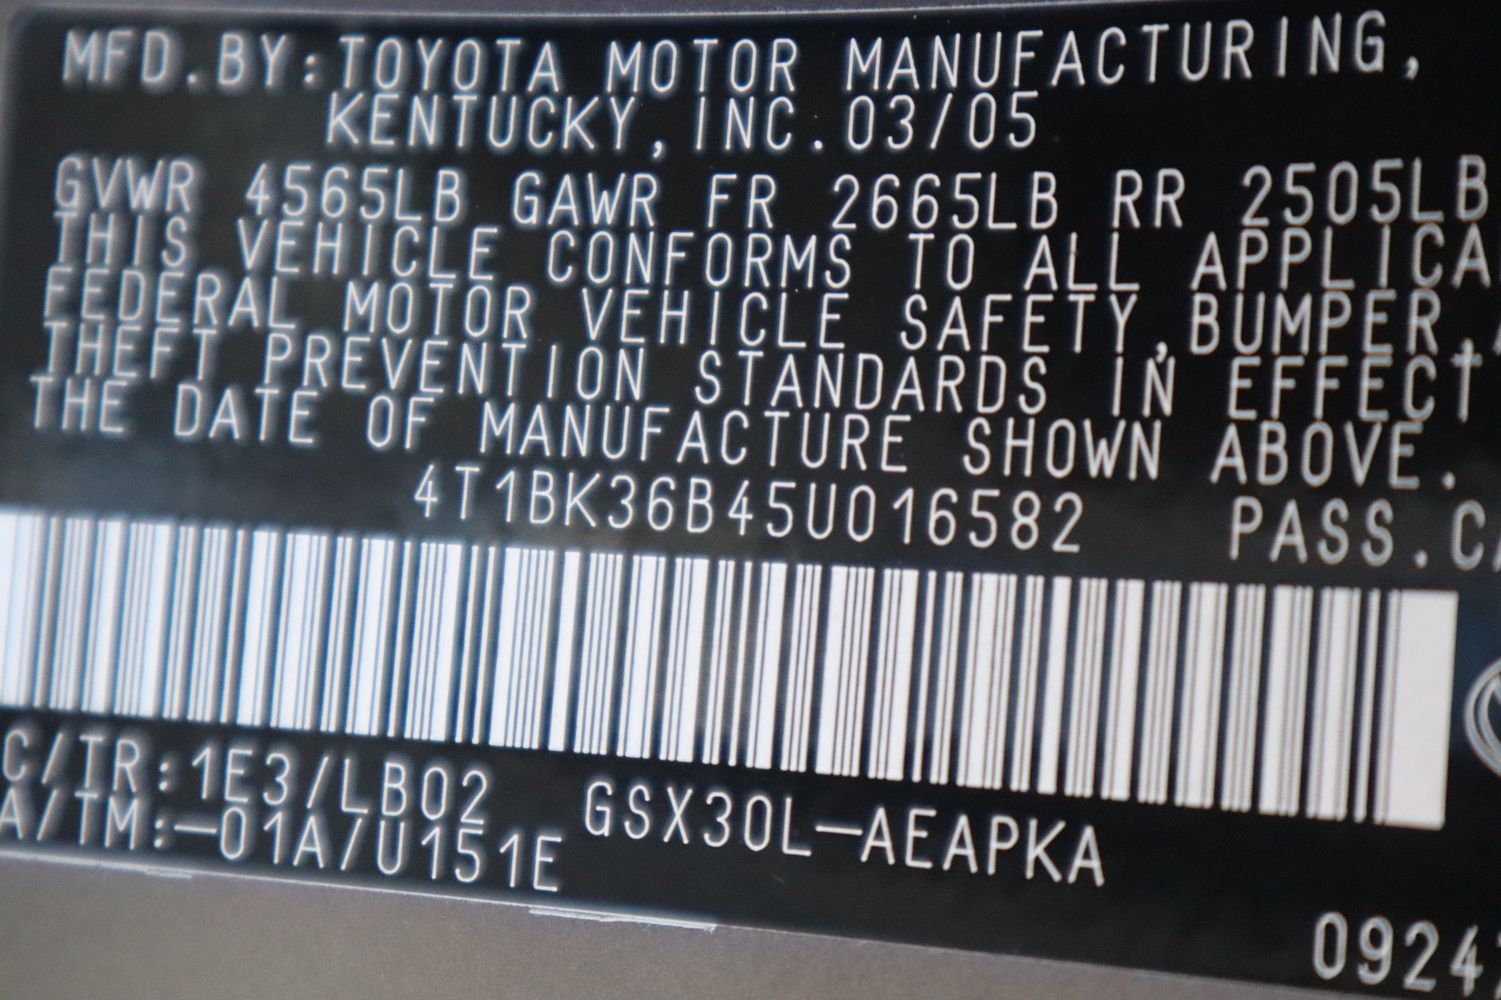 MFD.BY:TOYOTA MOTOR MANUFACTURING,
KENTUCKY,INC.03/05
GVWR 4565LB GAWR FR 2665LB RR 2505LB
THIS VEHICLE CONFORMS TO ALL APPLICA
FEDERAL MOTOR VEHICLE SAFETY,BUMPER,
THEFT PREVENTION STANDARDS IN EFFECT
THE DATE OF MANUFACTURE SHOWN ABOVE.
4T1BK36B45U016582 PASS.C
C/TR:1E3/LB02 GSX30L-AEAPKA
A/TM:-01A/U151E
0924